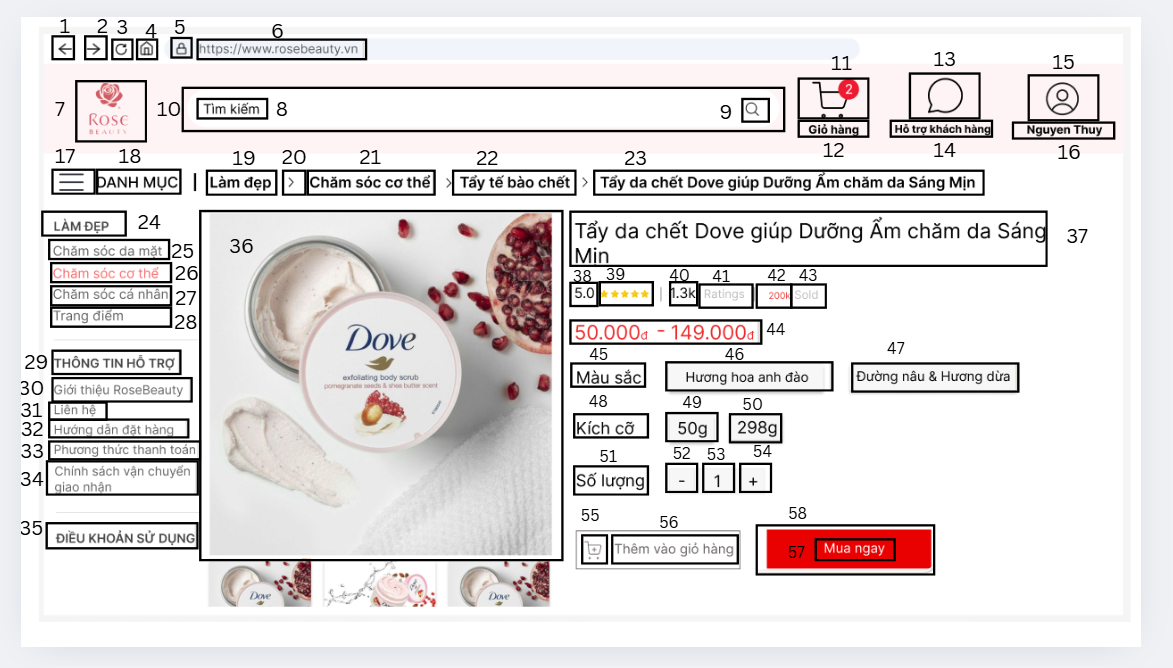 1 2 3 4 5 6
https://www.rosebeauty.vn
7 ROSE
BEAUTY
10 Tìm kiếm 8 9
11 2 13 15
Giỏ hàng Hỗ trợ khách hàng Nguyen Thuy
12 14 16
17 18 19 20 21 22 23
DANH MỤC | Làm đẹp > Chăm sóc cơ thể > Tẩy tế bào chết > Tẩy da chết Dove giúp Dưỡng Ẩm chăm da Sáng Mịn
LÀM ĐẸP 24
Chăm sóc da mặt 25
Chăm sóc cơ thể 26
Chăm sóc cá nhân 27
Trang điểm 28
29 THÔNG TIN HỖ TRỢ
30 Giới thiệu RoseBeauty
31 Liên hệ
32 Hướng dẫn đặt hàng
33 Phương thức thanh toán
34 Chính sách vận chuyển
giao nhận
35 ĐIỀU KHOẢN SỬ DỤNG
36
Dove
exfoliating body scrub
pomegranate seeds & shea butter scent
Dove Dove
Tẩy da chết Dove giúp Dưỡng Ẩm chăm da Sáng 37
Mịn
38 39 40 41 42 43
5.0 | 1.3k Ratings 200k Sold
50.000đ - 149.000đ 44
45 46 47
Màu sắc Hương hoa anh đào Đường nâu & Hương dừa
48 49 50
Kích cỡ 50g 298g
51 52 53 54
Số lượng - 1 +
55 56 58
Thêm vào giỏ hàng 57 Mua ngay